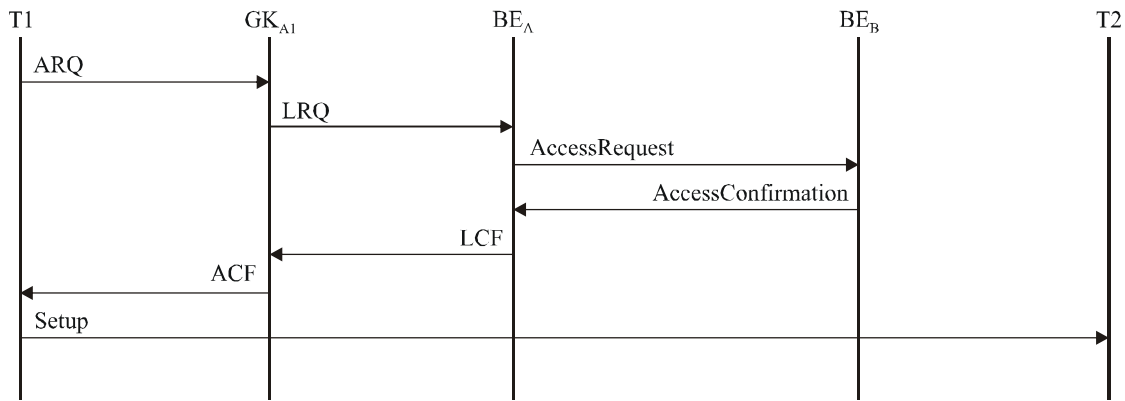 T1 GK_A1 BE_A BE_B T2
ARQ
LRQ
AccessRequest
AccessConfirmation
LCF
ACF
Setup